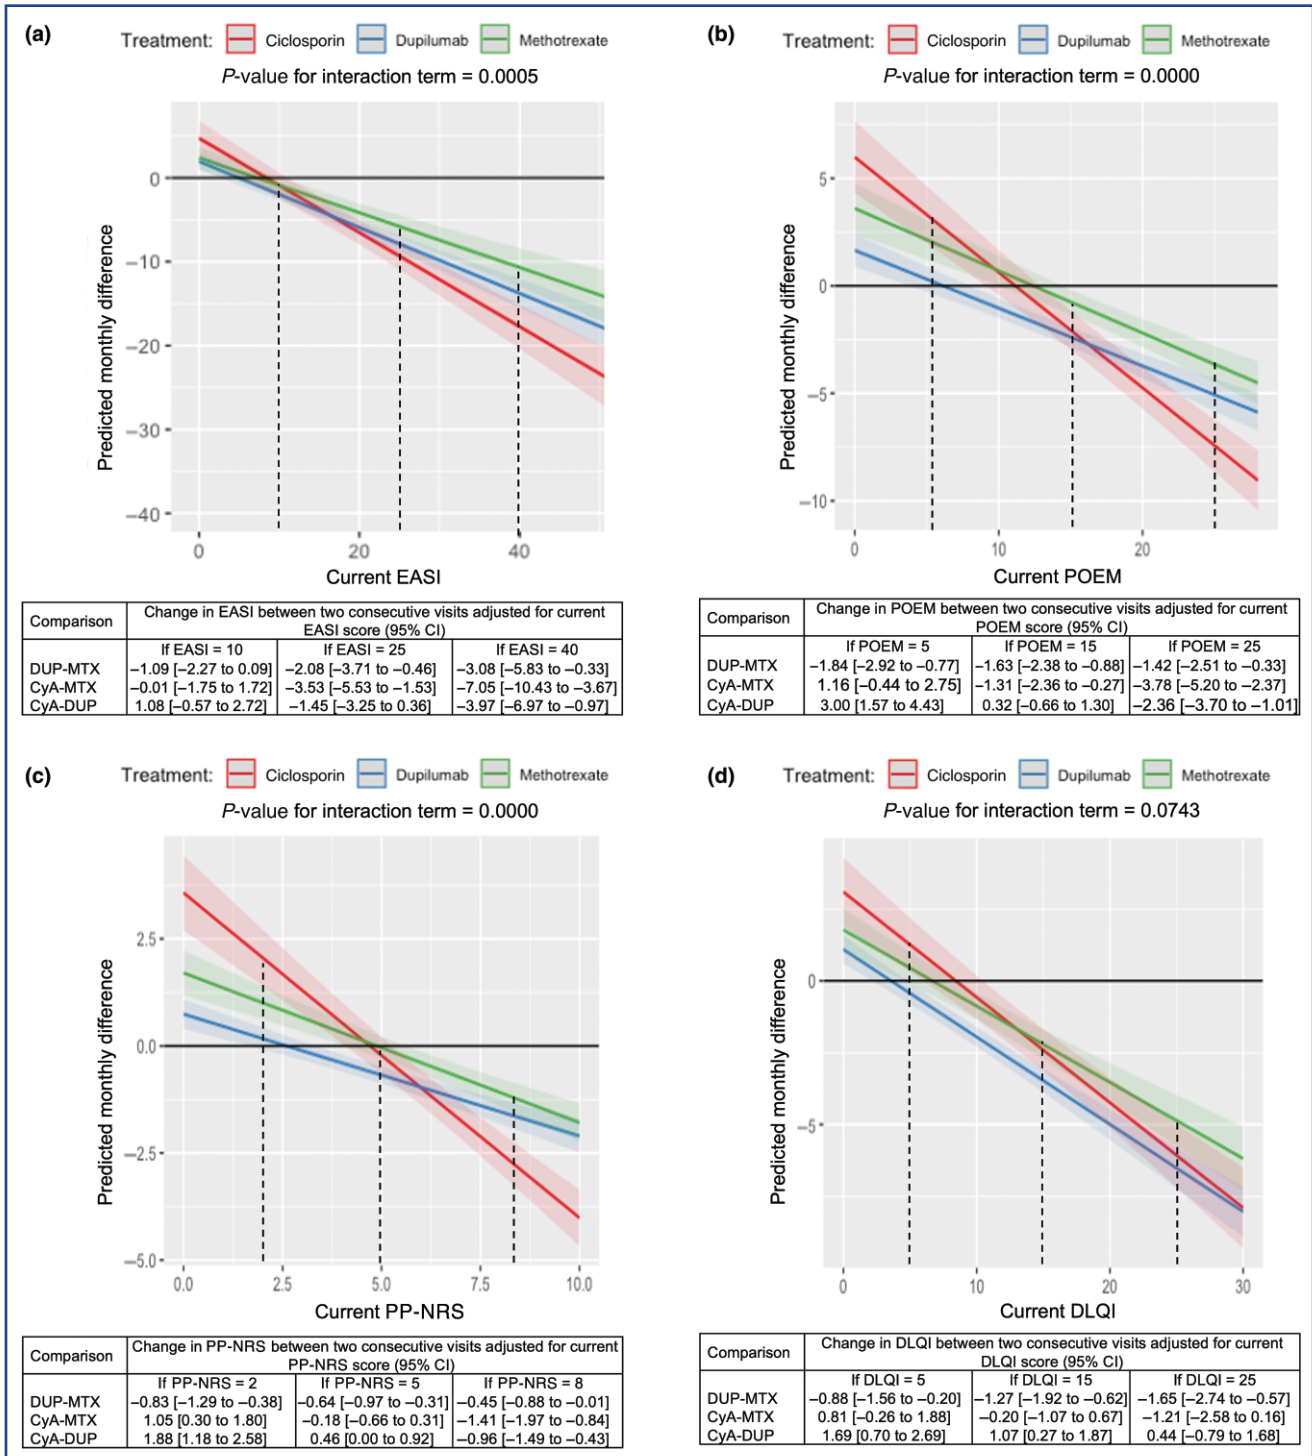 (a)
Treatment: Ciclosporin Dupilumab Methotrexate
P-value for interaction term = 0.0005
Predicted monthly difference
0
−10
−20
−30
−40
0 20 40
Current EASI
Comparison
Change in EASI between two consecutive visits adjusted for current
EASI score (95% CI)
If EASI = 10 If EASI = 25 If EASI = 40
DUP-MTX −1.09 [−2.27 to 0.09] −2.08 [−3.71 to −0.46] −3.08 [−5.83 to −0.33]
CyA-MTX −0.01 [−1.75 to 1.72] −3.53 [−5.53 to −1.53] −7.05 [−10.43 to −3.67]
CyA-DUP 1.08 [−0.57 to 2.72] −1.45 [−3.25 to 0.36] −3.97 [−6.97 to −0.97]
(b)
Treatment: Ciclosporin Dupilumab Methotrexate
P-value for interaction term = 0.0000
Predicted monthly difference
5
0
−5
−10
0 10 20
Current POEM
Comparison
Change in POEM between two consecutive visits adjusted for current
POEM score (95% CI)
If POEM = 5 If POEM = 15 If POEM = 25
DUP-MTX −1.84 [−2.92 to −0.77] −1.63 [−2.38 to −0.88] −1.42 [−2.51 to −0.33]
CyA-MTX 1.16 [−0.44 to 2.75] −1.31 [−2.36 to −0.27] −3.78 [−5.20 to −2.37]
CyA-DUP 3.00 [1.57 to 4.43] 0.32 [−0.66 to 1.30] −2.36 [−3.70 to −1.01]
(c)
Treatment: Ciclosporin Dupilumab Methotrexate
P-value for interaction term = 0.0000
Predicted monthly difference
2.5
0.0
−2.5
−5.0
0.0 2.5 5.0 7.5 10.0
Current PP-NRS
Comparison
Change in PP-NRS between two consecutive visits adjusted for current
PP-NRS score (95% CI)
If PP-NRS = 2 If PP-NRS = 5 If PP-NRS = 8
DUP-MTX −0.83 [−1.29 to −0.38] −0.64 [−0.97 to −0.31] −0.45 [−0.88 to −0.01]
CyA-MTX 1.05 [0.30 to 1.80] −0.18 [−0.66 to 0.31] −1.41 [−1.97 to −0.84]
CyA-DUP 1.88 [1.18 to 2.58] 0.46 [0.00 to 0.92] −0.96 [−1.49 to −0.43]
(d)
Treatment: Ciclosporin Dupilumab Methotrexate
P-value for interaction term = 0.0743
Predicted monthly difference
0
−5
0 10 20 30
Current DLQI
Comparison
Change in DLQI between two consecutive visits adjusted for current
DLQI score (95% CI)
If DLQI = 5 If DLQI = 15 If DLQI = 25
DUP-MTX −0.88 [−1.56 to −0.20] −1.27 [−1.92 to −0.62] −1.65 [−2.74 to −0.57]
CyA-MTX 0.81 [−0.26 to 1.88] −0.20 [−1.07 to 0.67] −1.21 [−2.58 to 0.16]
CyA-DUP 1.69 [0.70 to 2.69] 1.07 [0.27 to 1.87] 0.44 [−0.79 to 1.68]